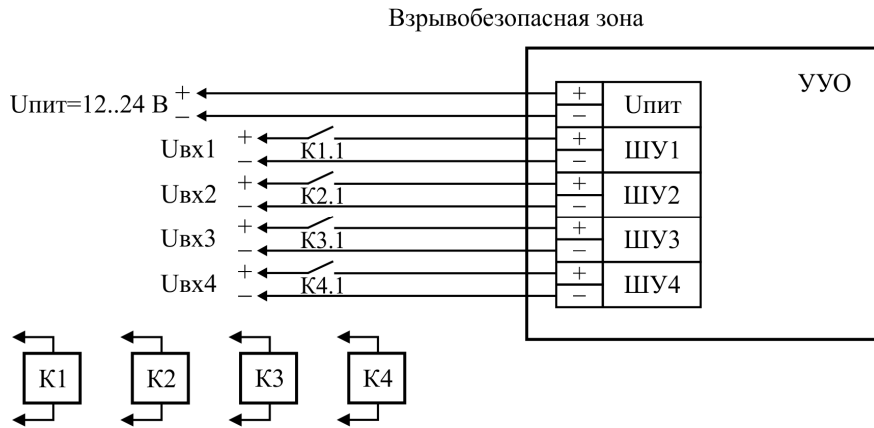 Взрывобезопасная зона
УУО
Uпит=12..24 В + −
+ − Uпит
Uвх1 + − К1.1 + − ШУ1
Uвх2 + − К2.1 + − ШУ2
Uвх3 + − К3.1 + − ШУ3
Uвх4 + − К4.1 + − ШУ4
К1 К2 К3 К4